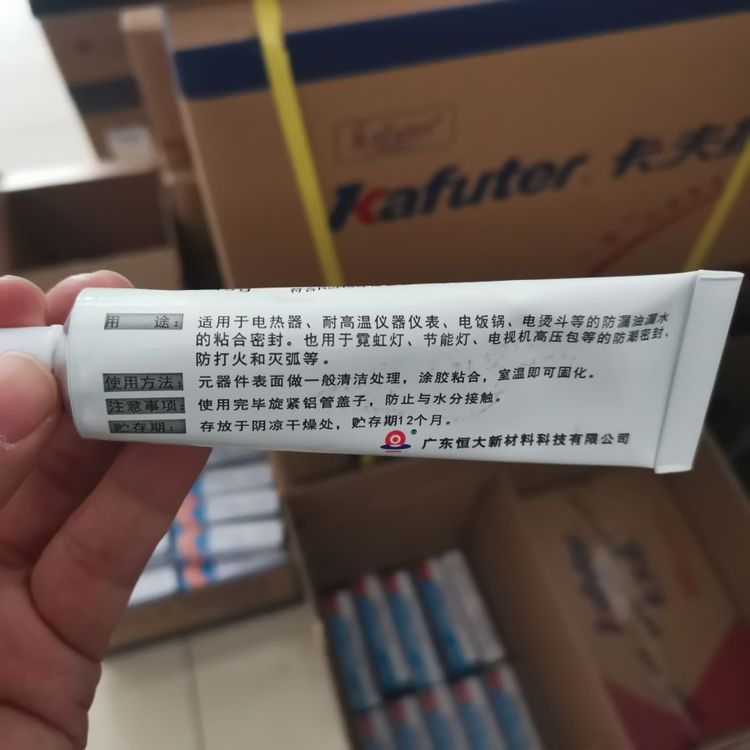 Kafuter
卡夫
用 途： 适用于电热器、耐高温仪器仪表、电饭锅、电烫斗等的防漏油漏水
的粘合密封。也用于霓虹灯、节能灯、电视机高压包等的防潮密封、
防打火和灭弧等。
使用方法： 元器件表面做一般清洁处理，涂胶粘合，室温即可固化。
注意事项： 使用完毕旋紧铝管盖子，防止与水分接触。
贮存期： 存放于阴凉干燥处，贮存期12个月。
® 广东恒大新材料科技有限公司